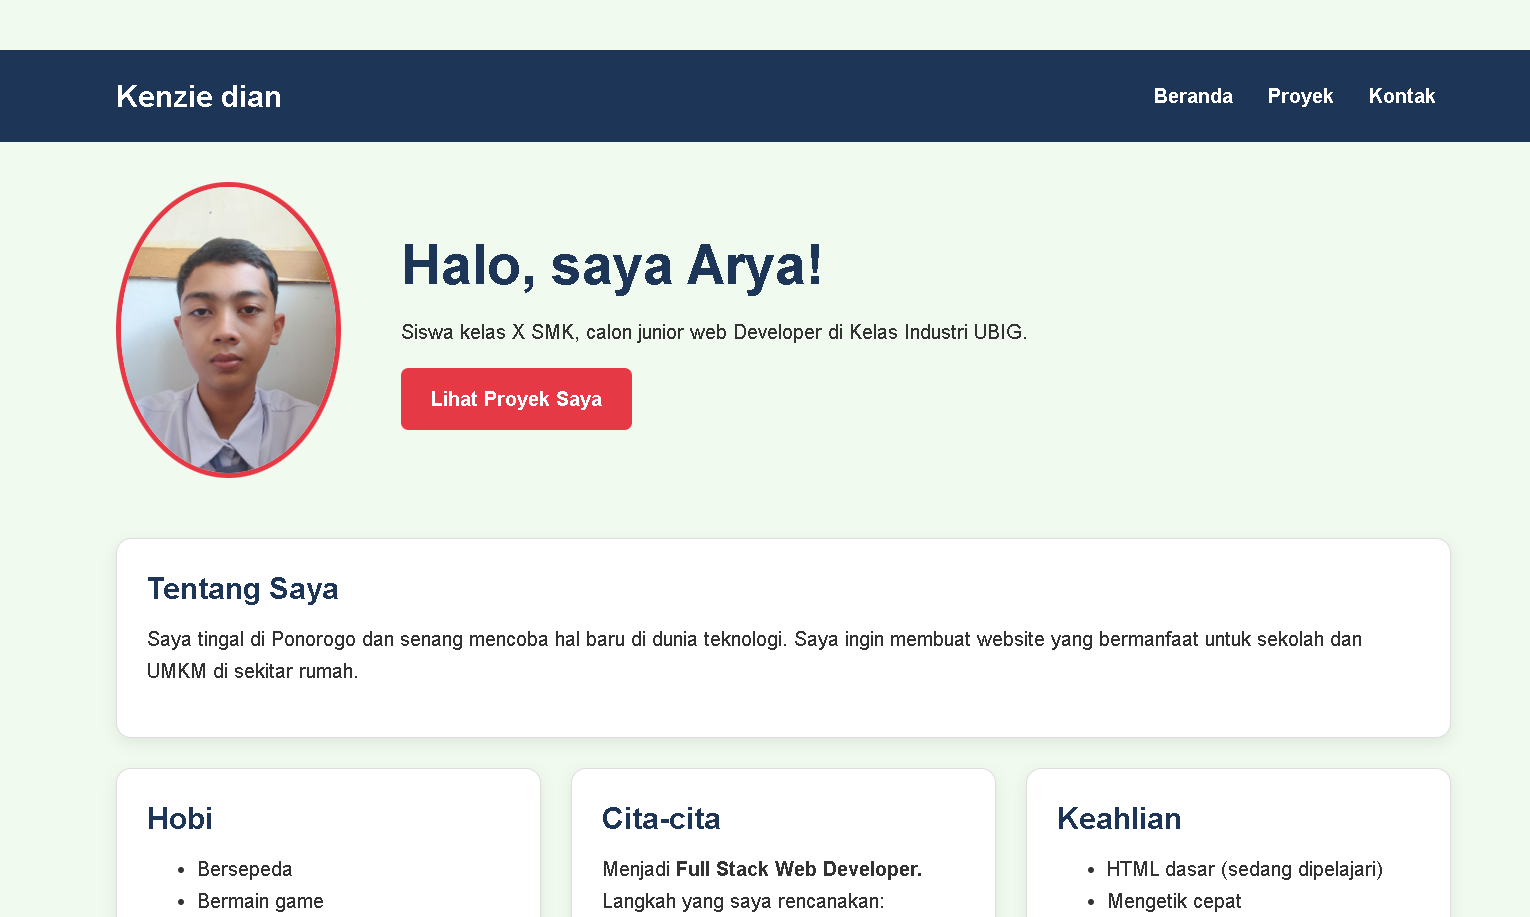 Kenzie dian
Beranda Proyek Kontak
Halo, saya Arya!
Siswa kelas X SMK, calon junior web Developer di Kelas Industri UBIG.
Lihat Proyek Saya
Tentang Saya
Saya tingal di Ponorogo dan senang mencoba hal baru di dunia teknologi. Saya ingin membuat website yang bermanfaat untuk sekolah dan
UMKM di sekitar rumah.
Hobi
• Bersepeda
• Bermain game
Cita-cita
Menjadi Full Stack Web Developer.
Langkah yang saya rencanakan:
Keahlian
• HTML dasar (sedang dipelajari)
• Mengetik cepat